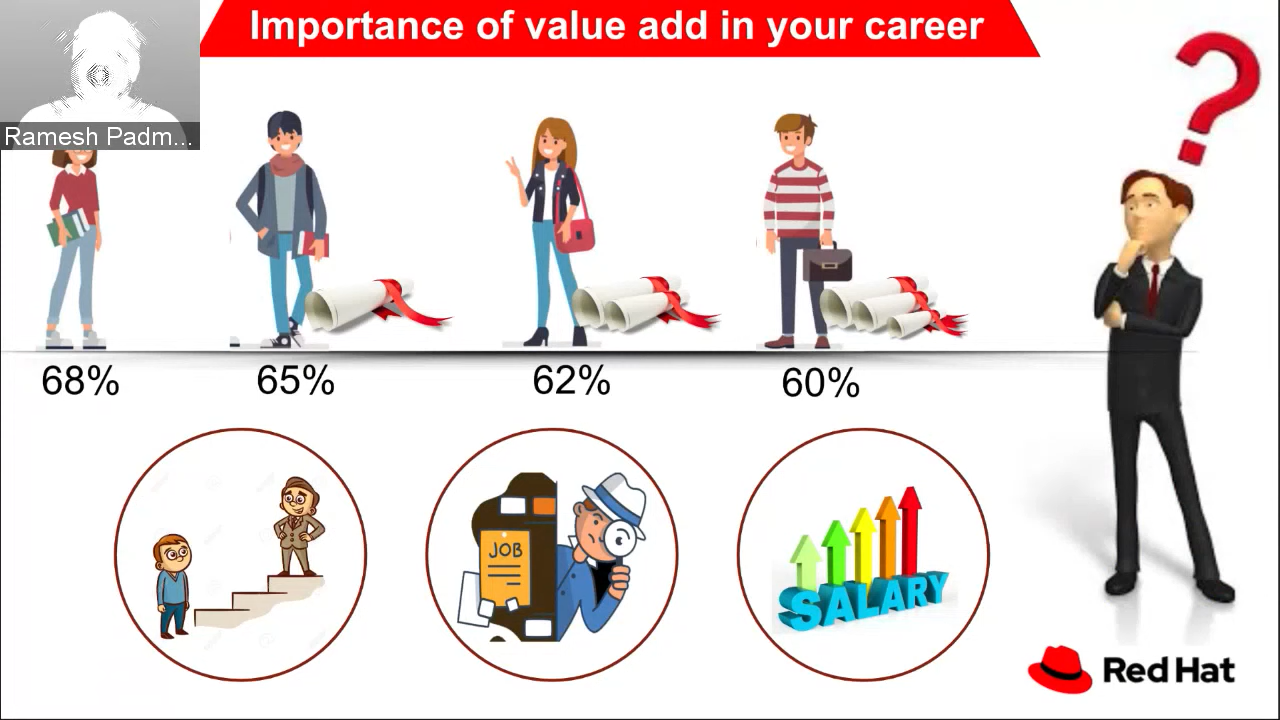 Importance of value add in your career
Ramesh Padm...
68%
65%
62%
60%
JOB
SALARY
Red Hat